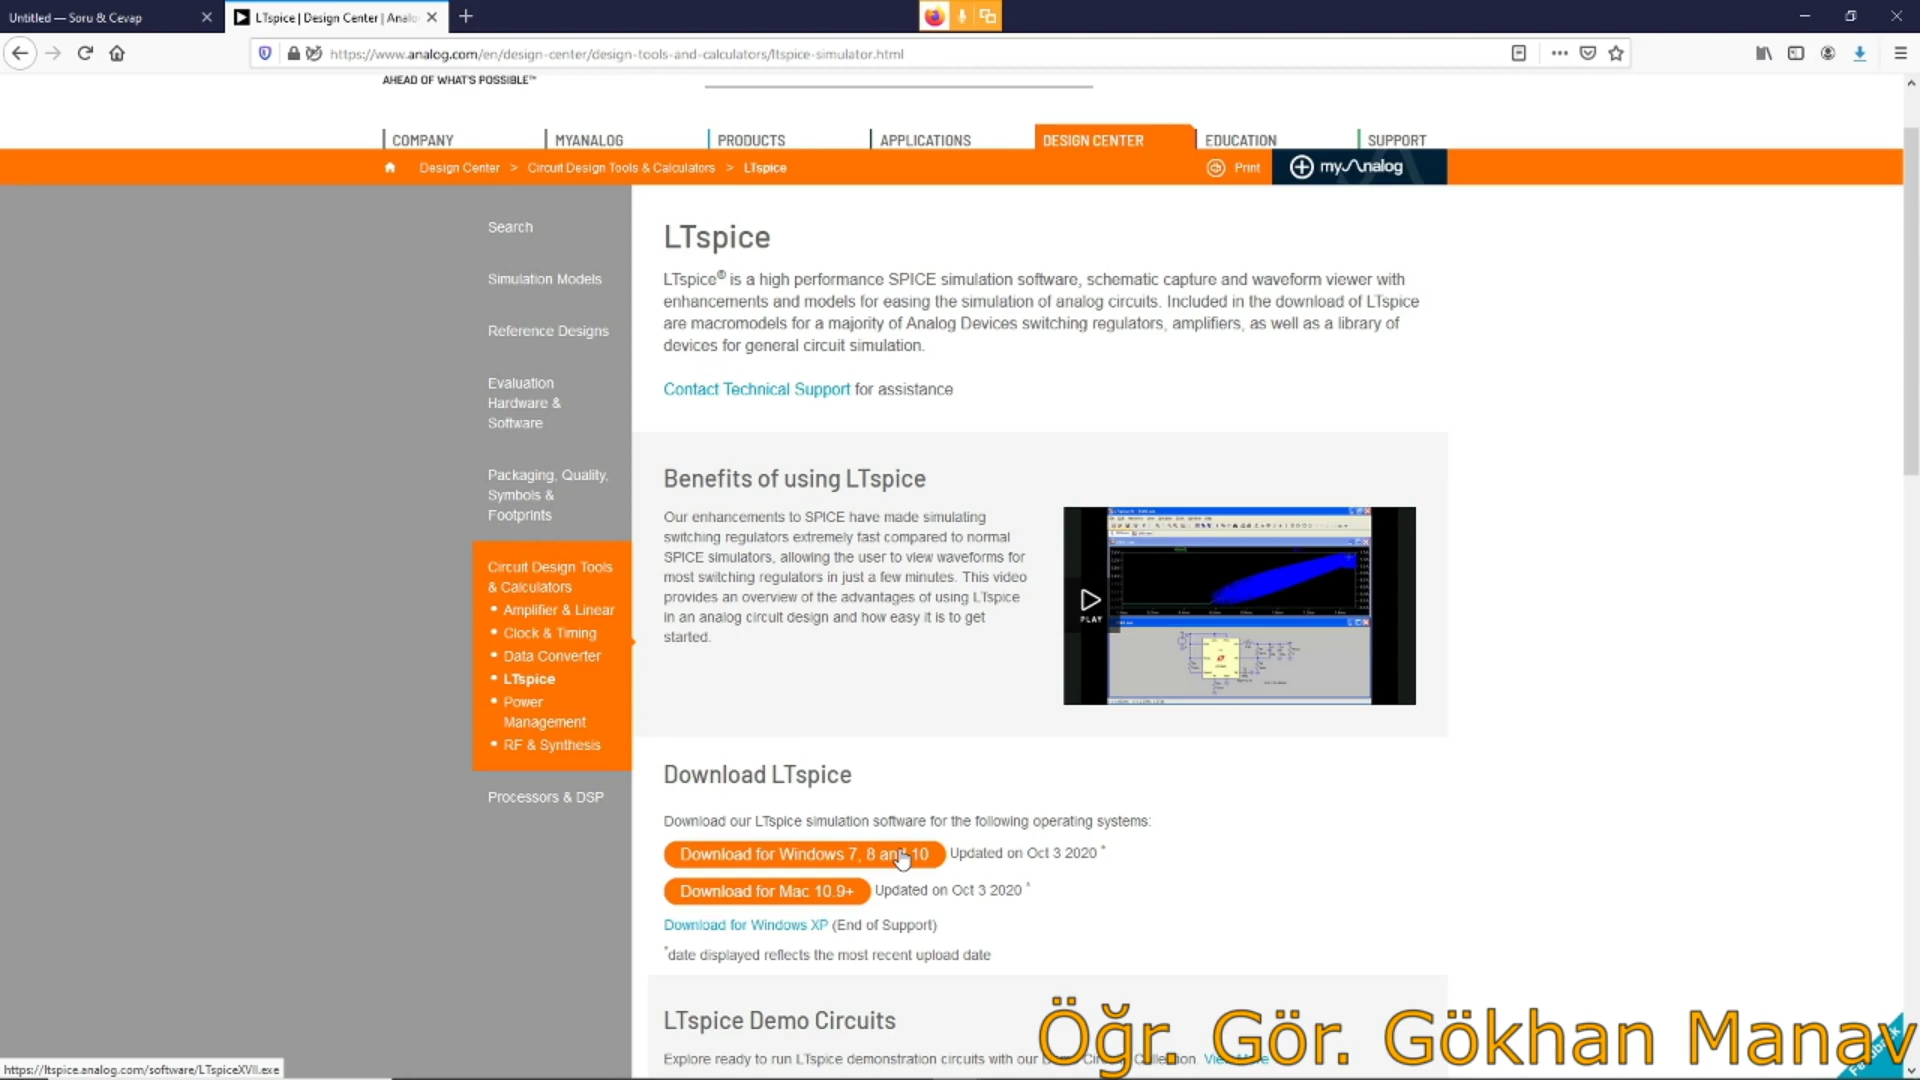 Untitled — Soru & Cevap
LTspice | Design Center | Analo
https://www.analog.com/en/design-center/design-tools-and-calculators/ltspice-simulator.html
AHEAD OF WHAT'S POSSIBLE™
COMPANY
MYANALOG
PRODUCTS
APPLICATIONS
DESIGN CENTER
EDUCATION
SUPPORT
Design Center > Circuit Design Tools & Calculators > LTspice
Print
myAnalog
Search
Simulation Models
Reference Designs
Evaluation
Hardware &
Software
Packaging, Quality,
Symbols &
Footprints
Circuit Design Tools
& Calculators
• Amplifier & Linear
• Clock & Timing
• Data Converter
• LTspice
• Power
Management
• RF & Synthesis
Processors & DSP
LTspice
LTspice® is a high performance SPICE simulation software, schematic capture and waveform viewer with
enhancements and models for easing the simulation of analog circuits. Included in the download of LTspice
are macromodels for a majority of Analog Devices switching regulators, amplifiers, as well as a library of
devices for general circuit simulation.
Contact Technical Support for assistance
Benefits of using LTspice
Our enhancements to SPICE have made simulating
switching regulators extremely fast compared to normal
SPICE simulators, allowing the user to view waveforms for
most switching regulators in just a few minutes. This video
provides an overview of the advantages of using LTspice
in an analog circuit design and how easy it is to get
started.
PLAY
Download LTspice
Download our LTspice simulation software for the following operating systems:
Download for Windows 7, 8 and 10 Updated on Oct 3 2020 *
Download for Mac 10.9+ Updated on Oct 3 2020 *
Download for Windows XP (End of Support)
*date displayed reflects the most recent upload date
LTspice Demo Circuits
Explore ready to run LTspice demonstration circuits with our Demo Circuits Collection. View More
Öğr. Gör. Gökhan Manav
Feedback
https://ltspice.analog.com/software/LTspiceXVII.exe